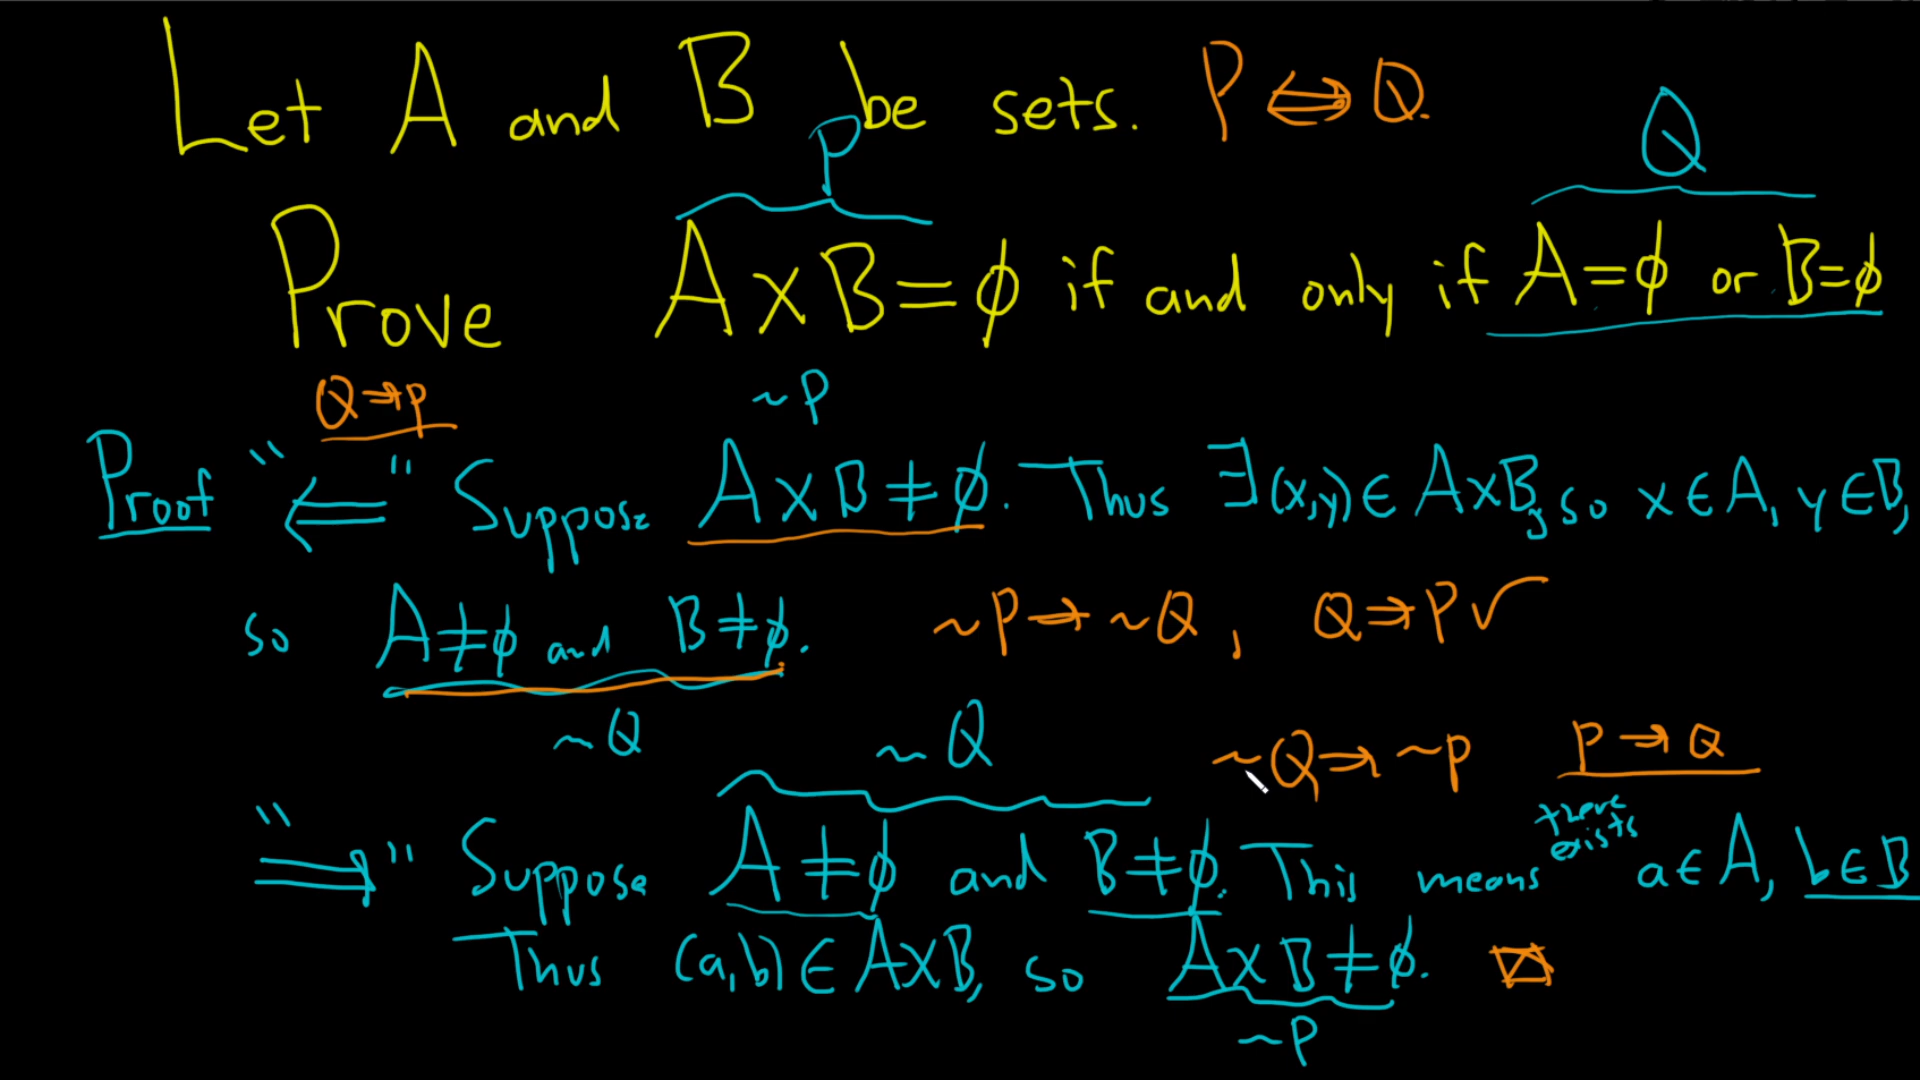 Let A and B be sets. P ⟺ Q.
P Q
Prove A×B=∅ if and only if A=∅ or B=∅
Q⇒P ~P
Proof "⟸" Suppose A×B≠∅. Thus ∃(x,y)∈A×B, so x∈A, y∈B,
so A≠∅ and B≠∅. ~P→~Q, Q⇒P✓
~Q ~Q ~Q→~P P→Q
there exists
"⟹" Suppose A≠∅ and B≠∅. This means a∈A, b∈B
Thus (a,b)∈A×B, so A×B≠∅.
~P